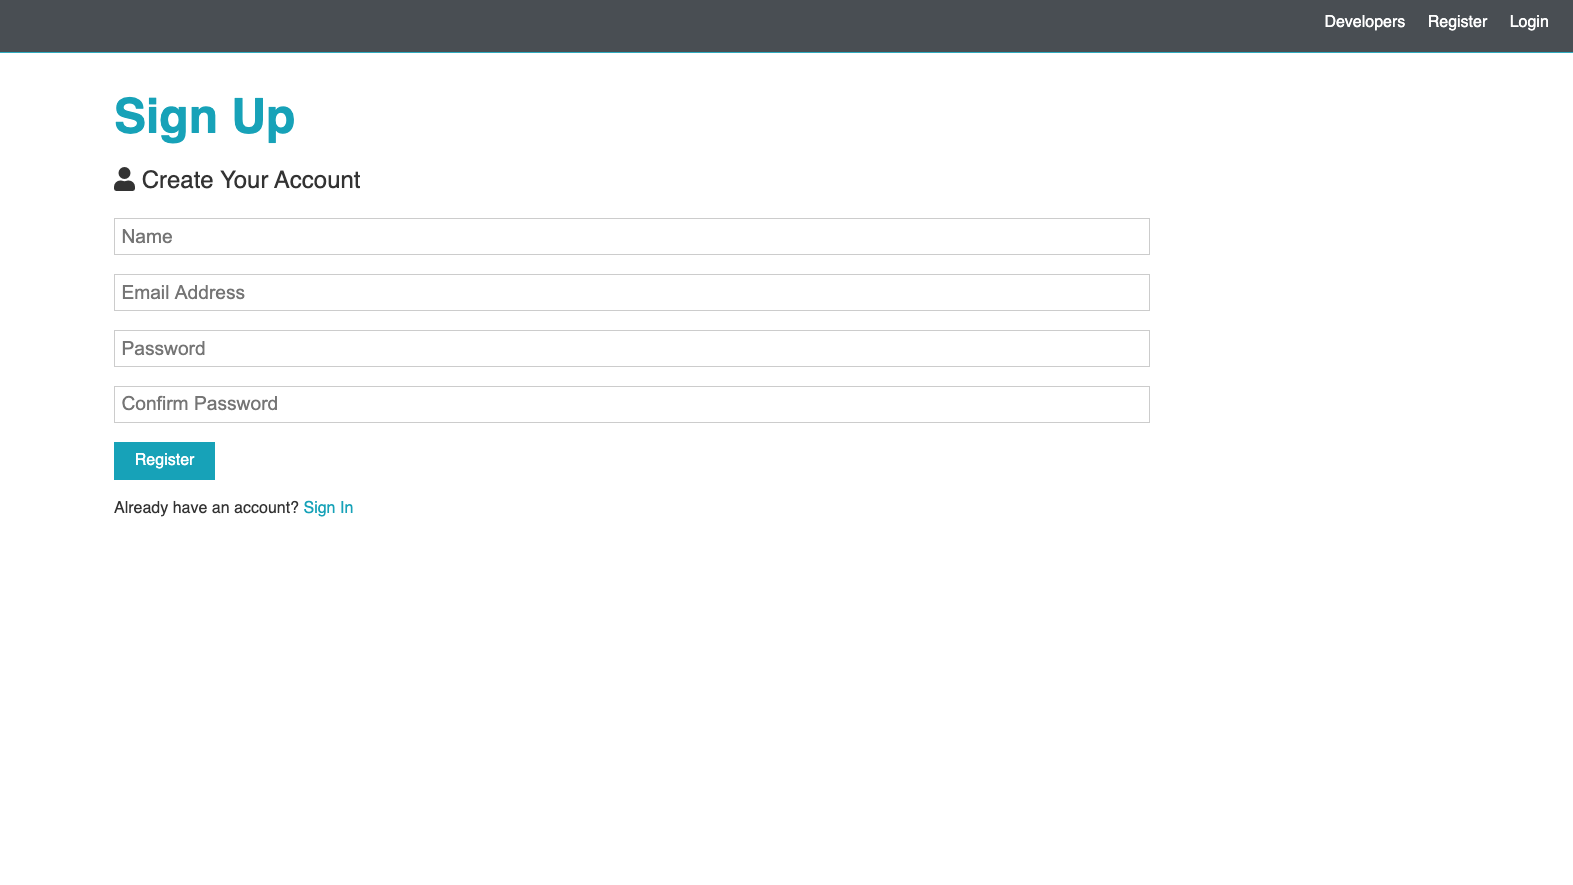 Developers Register Login
Sign Up
Create Your Account
Name
Email Address
Password
Confirm Password
Register
Already have an account? Sign In